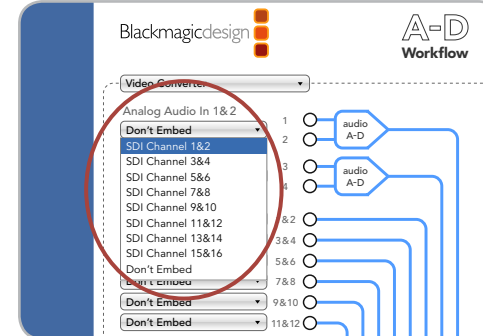 Blackmagicdesign
A-D
Workflow
Video Converter
Analog Audio In 1&2
Don't Embed
SDI Channel 1&2
SDI Channel 3&4
SDI Channel 5&6
SDI Channel 7&8
SDI Channel 9&10
SDI Channel 11&12
SDI Channel 13&14
SDI Channel 15&16
Don't Embed
Don't Embed
Don't Embed
Don't Embed
1
2
audio
A-D
3
4
audio
A-D
&2
3&4
5&6
7&8
9&10
11&12